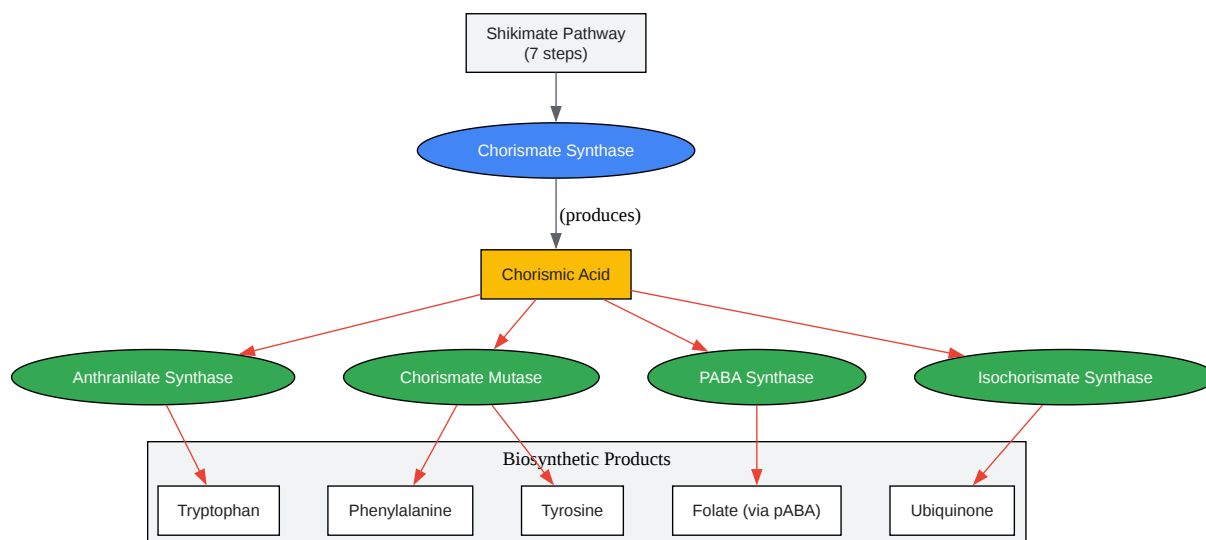 Shikimate Pathway
(7 steps)
Chorismate Synthase
(produces)
Chorismic Acid
Anthranilate Synthase
Chorismate Mutase
PABA Synthase
Isochorismate Synthase
Biosynthetic Products
Tryptophan
Phenylalanine
Tyrosine
Folate (via pABA)
Ubiquinone